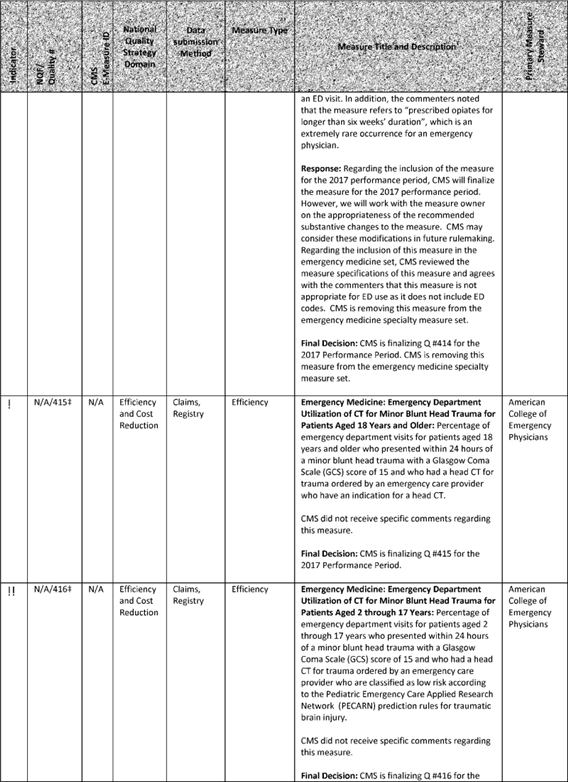 Indicator
NQF/
Quality #
CMS
E-Measure ID
National
Quality
Strategy
Domain
Data
submission
Method
Measure Type
Measure Title and Description
Primary Measure
Steward
an ED visit. In addition, the commenters noted
that the measure refers to "prescribed opiates for
longer than six weeks' duration", which is an
extremely rare occurrence for an emergency
physician.
Response: Regarding the inclusion of the measure
for the 2017 performance period, CMS will finalize
the measure for the 2017 performance period.
However, we will work with the measure owner
on the appropriateness of the recommended
substantive changes to the measure. CMS may
consider these modifications in future rulemaking.
Regarding the inclusion of this measure in the
emergency medicine set, CMS reviewed the
measure specifications of this measure and agrees
with the commenters that this measure is not
appropriate for ED use as it does not include ED
codes. CMS is removing this measure from the
emergency medicine specialty measure set.
Final Decision: CMS is finalizing Q #414 for the
2017 Performance Period. CMS is removing this
measure from the emergency medicine specialty
measure set.
!
N/A/415‡
N/A
Efficiency
and Cost
Reduction
Claims,
Registry
Efficiency
Emergency Medicine: Emergency Department
Utilization of CT for Minor Blunt Head Trauma for
Patients Aged 18 Years and Older: Percentage of
emergency department visits for patients aged 18
years and older who presented within 24 hours
of a minor blunt head trauma with a Glasgow Coma
Scale (GCS) score of 15 and who had a head CT for
trauma ordered by an emergency care provider
who have an indication for a head CT.
CMS did not receive specific comments regarding
this measure.
Final Decision: CMS is finalizing Q #415 for the
2017 Performance Period.
American
College of
Emergency
Physicians
!!
N/A/416‡
N/A
Efficiency
and Cost
Reduction
Claims,
Registry
Efficiency
Emergency Medicine: Emergency Department
Utilization of CT for Minor Blunt Head Trauma for
Patients Aged 2 through 17 Years: Percentage of
emergency department visits for patients aged 2
through 17 years who presented within 24 hours
of a minor blunt head trauma with a Glasgow
Coma Scale (GCS) score of 15 and who had a head
CT for trauma ordered by an emergency care
provider who are classified as low risk according
to the Pediatric Emergency Care Applied Research
Network (PECARN) prediction rules for traumatic
brain injury.
CMS did not receive specific comments regarding
this measure.
Final Decision: CMS is finalizing Q #416 for the
American
College of
Emergency
Physicians